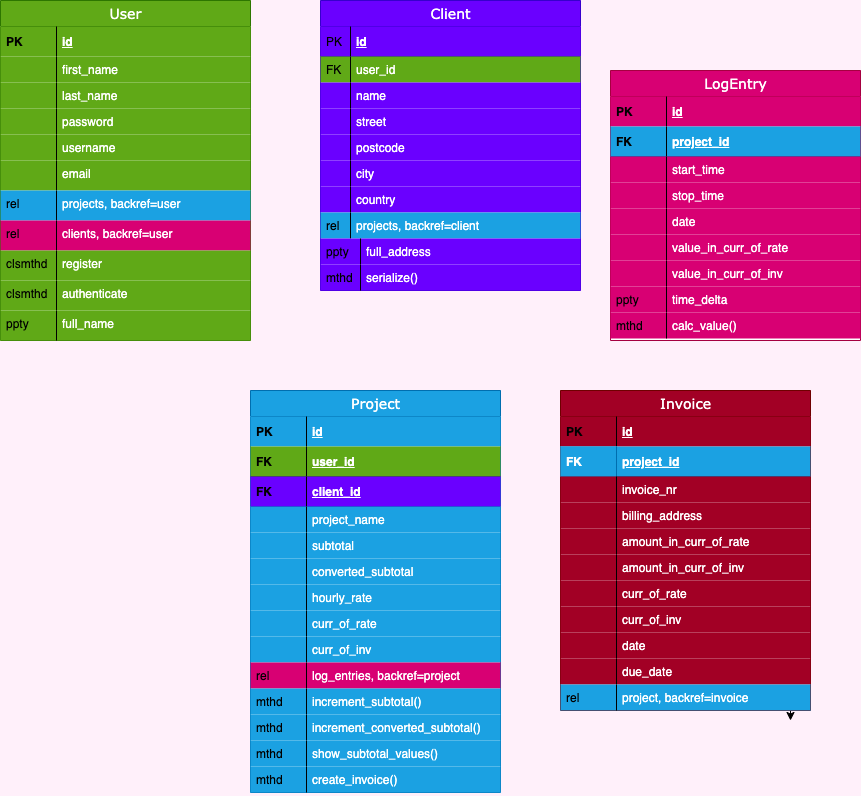 User
PK id
first_name
last_name
password
username
email
rel projects, backref=user
rel clients, backref=user
clsmthd register
clsmthd authenticate
ppty full_name
Client
PK id
FK user_id
name
street
postcode
city
country
rel projects, backref=client
ppty full_address
mthd serialize()
LogEntry
PK id
FK project_id
start_time
stop_time
date
value_in_curr_of_rate
value_in_curr_of_inv
ppty time_delta
mthd calc_value()
Project
PK id
FK user_id
FK client_id
project_name
subtotal
converted_subtotal
hourly_rate
curr_of_rate
curr_of_inv
rel log_entries, backref=project
mthd increment_subtotal()
mthd increment_converted_subtotal()
mthd show_subtotal_values()
mthd create_invoice()
Invoice
PK id
FK project_id
invoice_nr
billing_address
amount_in_curr_of_rate
amount_in_curr_of_inv
curr_of_rate
curr_of_inv
date
due_date
rel project, backref=invoice